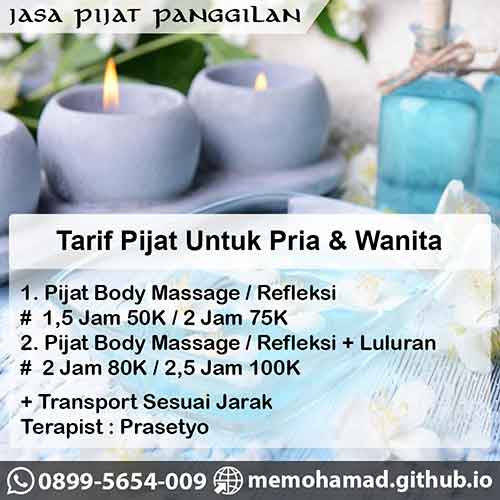 JASA PIJAT PANGGILAN
Tarif Pijat Untuk Pria & Wanita
1. Pijat Body Massage / Refleksi
# 1,5 Jam 50K / 2 Jam 75K
2. Pijat Body Massage / Refleksi + Luluran
# 2 Jam 80K / 2,5 Jam 100K
+ Transport Sesuai Jarak
Terapist : Prasetyo
0899-5654-009 memohamad.github.io